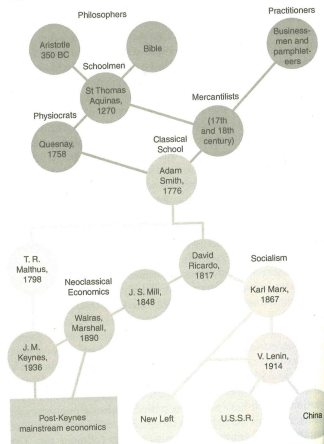 Philosophers
Practitioners
Aristotle
350 BC
Bible
Business-
men and
pamphlet-
eers
Schoolmen
St Thomas
Aquinas,
1270
Mercantilists
(17th
and 18th
century)
Physiocrats
Quesnay,
1758
Classical
School
Adam
Smith,
1776
T. R.
Malthus,
1798
David
Ricardo,
1817
Socialism
Neoclassical
Economics
J. S. Mill,
1848
Karl Marx,
1867
Walras,
Marshall,
1890
J. M.
Keynes,
1936
V. Lenin,
1914
Post-Keynes
mainstream economics
New Left
U.S.S.R.
China